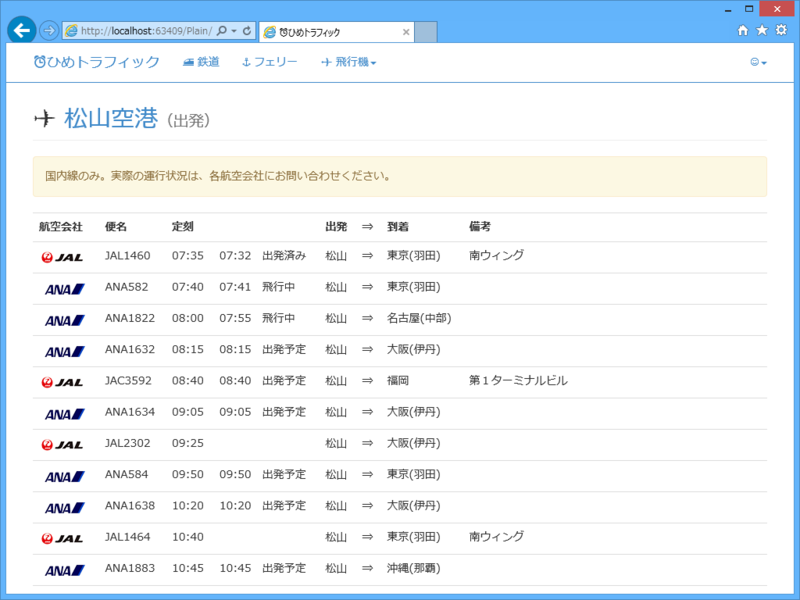 http://localhost:63409/Plain/ ひめトラフィック
ひめトラフィック 鉄道 フェリー 飛行機
松山空港 (出発)
国内線のみ。実際の運行状況は、各航空会社にお問い合わせください。
航空会社 便名 定刻 出発 ⇒ 到着 備考
JAL JAL1460 07:35 07:32 出発済み 松山 ⇒ 東京(羽田) 南ウィング
ANA ANA582 07:40 07:41 飛行中 松山 ⇒ 東京(羽田)
ANA ANA1822 08:00 07:55 飛行中 松山 ⇒ 名古屋(中部)
ANA ANA1632 08:15 08:15 出発予定 松山 ⇒ 大阪(伊丹)
JAL JAC3592 08:40 08:40 出発予定 松山 ⇒ 福岡 第１ターミナルビル
ANA ANA1634 09:05 09:05 出発予定 松山 ⇒ 大阪(伊丹)
JAL JAL2302 09:25 松山 ⇒ 大阪(伊丹)
ANA ANA584 09:50 09:50 出発予定 松山 ⇒ 東京(羽田)
ANA ANA1638 10:20 10:20 出発予定 松山 ⇒ 大阪(伊丹)
JAL JAL1464 10:40 松山 ⇒ 東京(羽田) 南ウィング
ANA ANA1883 10:45 10:45 出発予定 松山 ⇒ 沖縄(那覇)